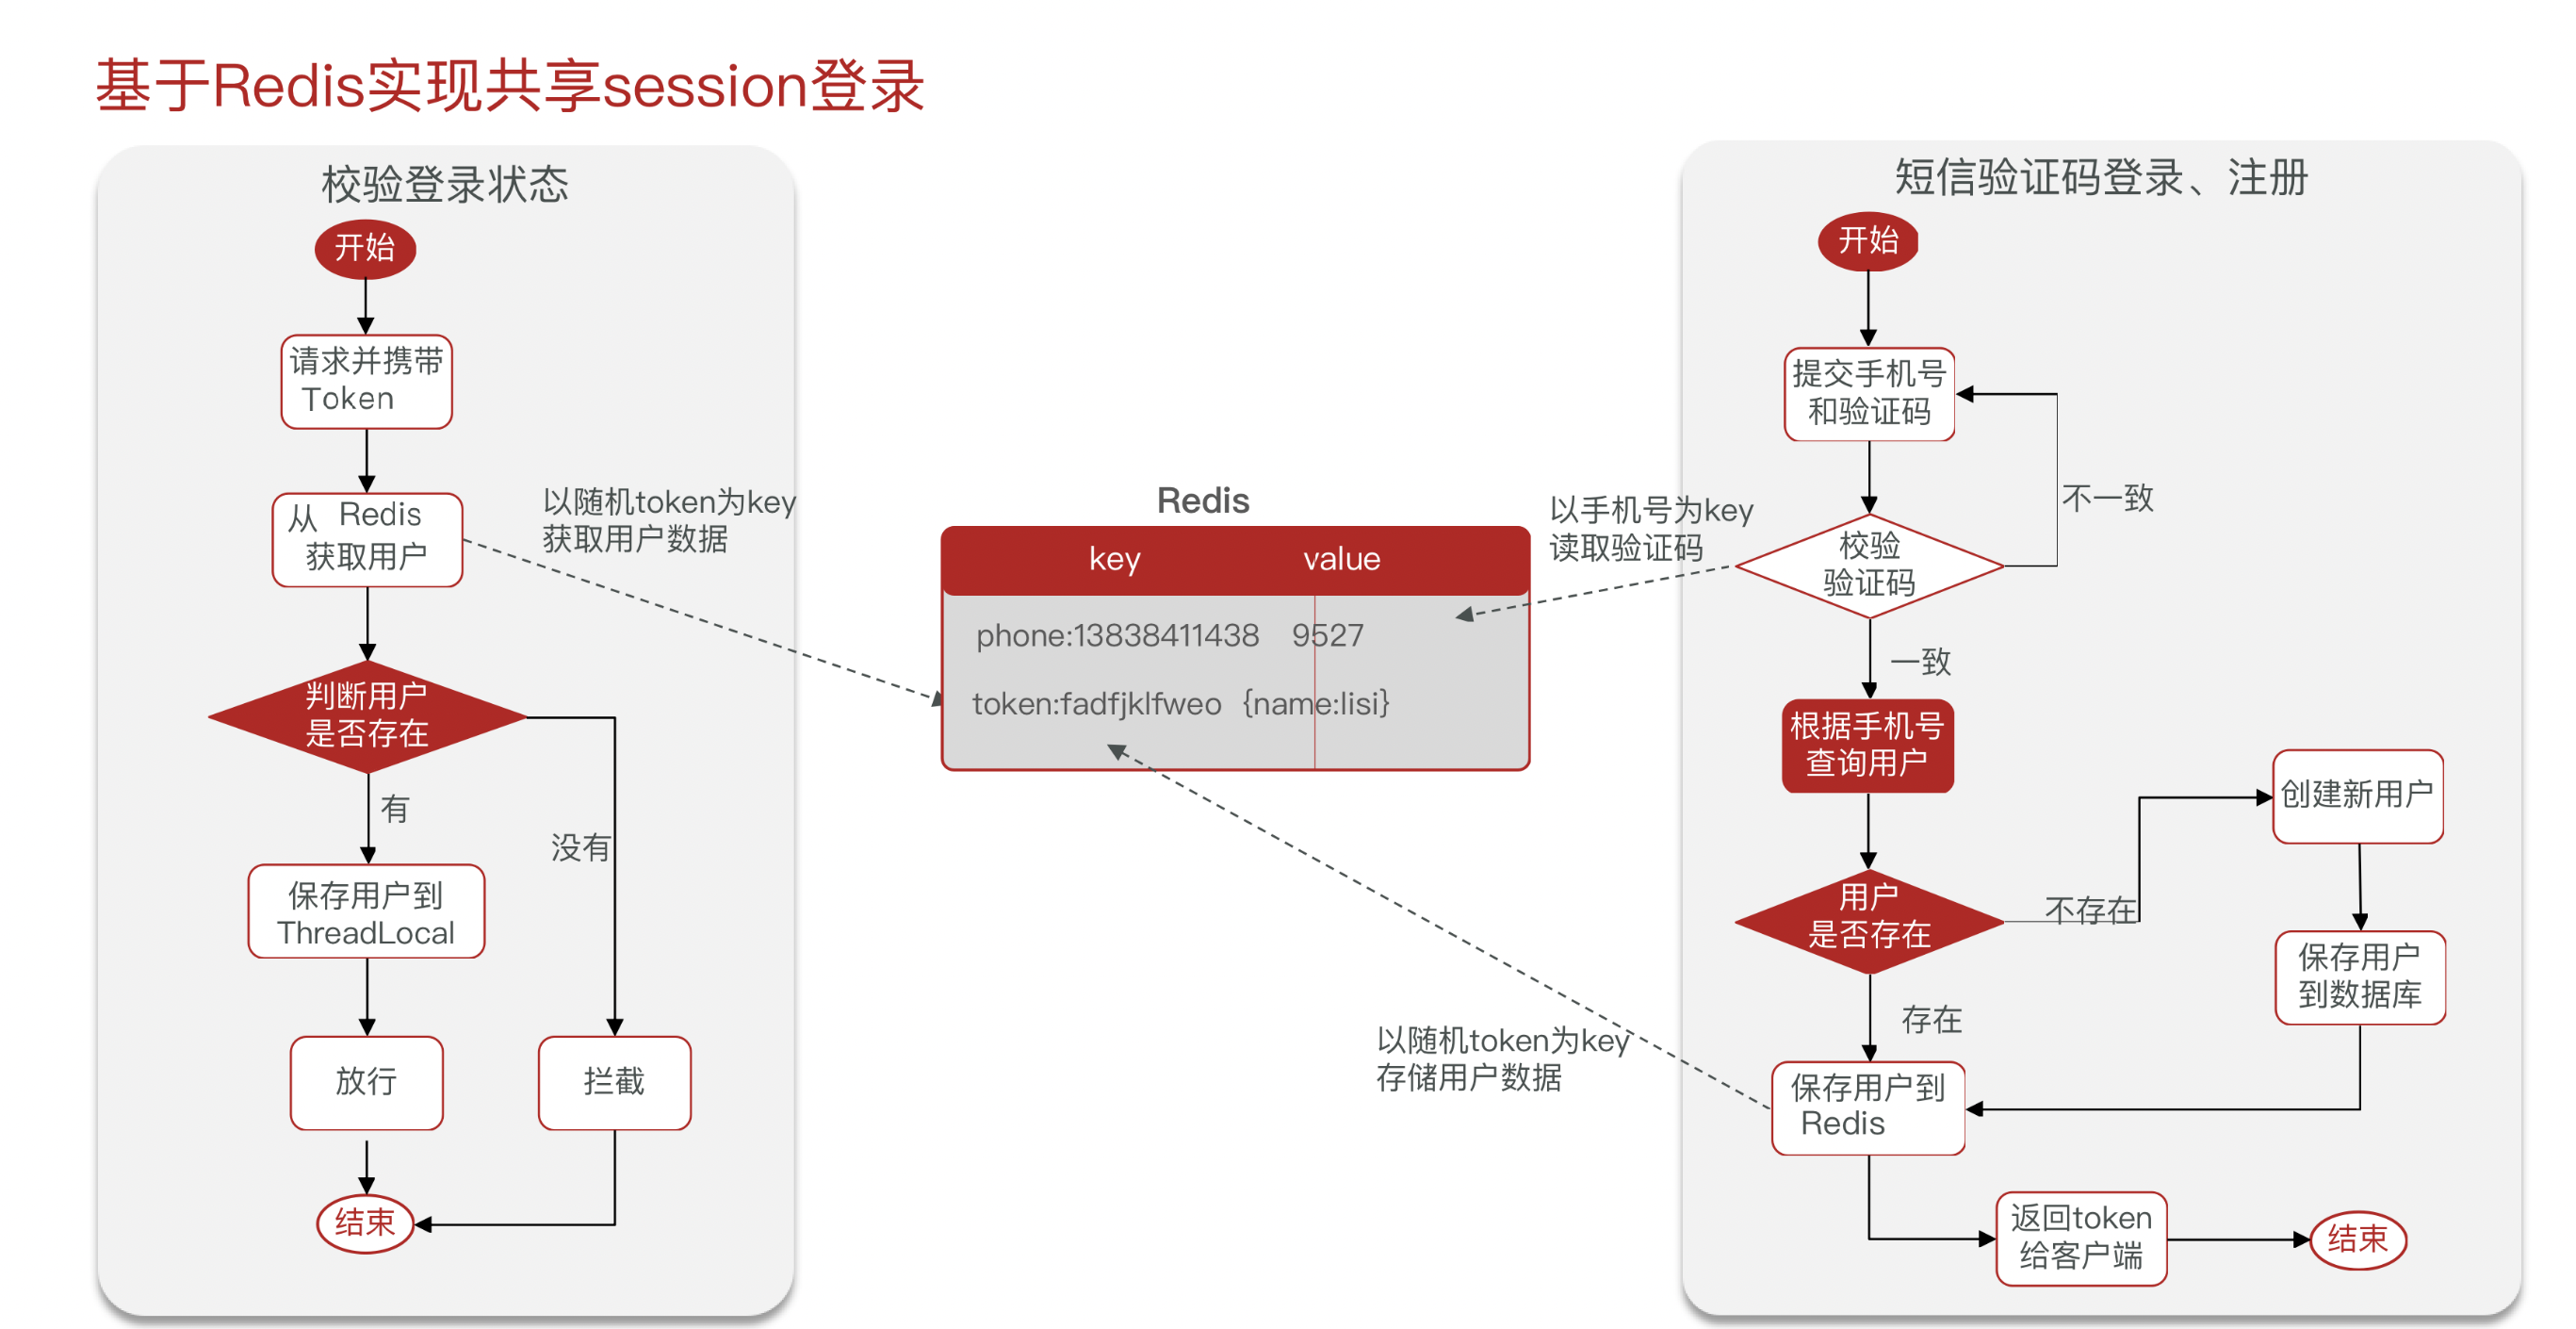 基于Redis实现共享session登录
校验登录状态
开始
请求并携带
Token
从 Redis
获取用户
以随机token为key
获取用户数据
判断用户
是否存在
有
没有
保存用户到
ThreadLocal
放行
拦截
结束
Redis
key value
phone:13838411438 9527
token:fadfjklfweo {name:lisi}
以手机号为key
读取验证码
以随机token为key
存储用户数据
短信验证码登录、注册
开始
提交手机号
和验证码
不一致
校验
验证码
一致
根据手机号
查询用户
用户
是否存在
不存在
创建新用户
保存用户
到数据库
存在
保存用户到
Redis
返回token
给客户端
结束